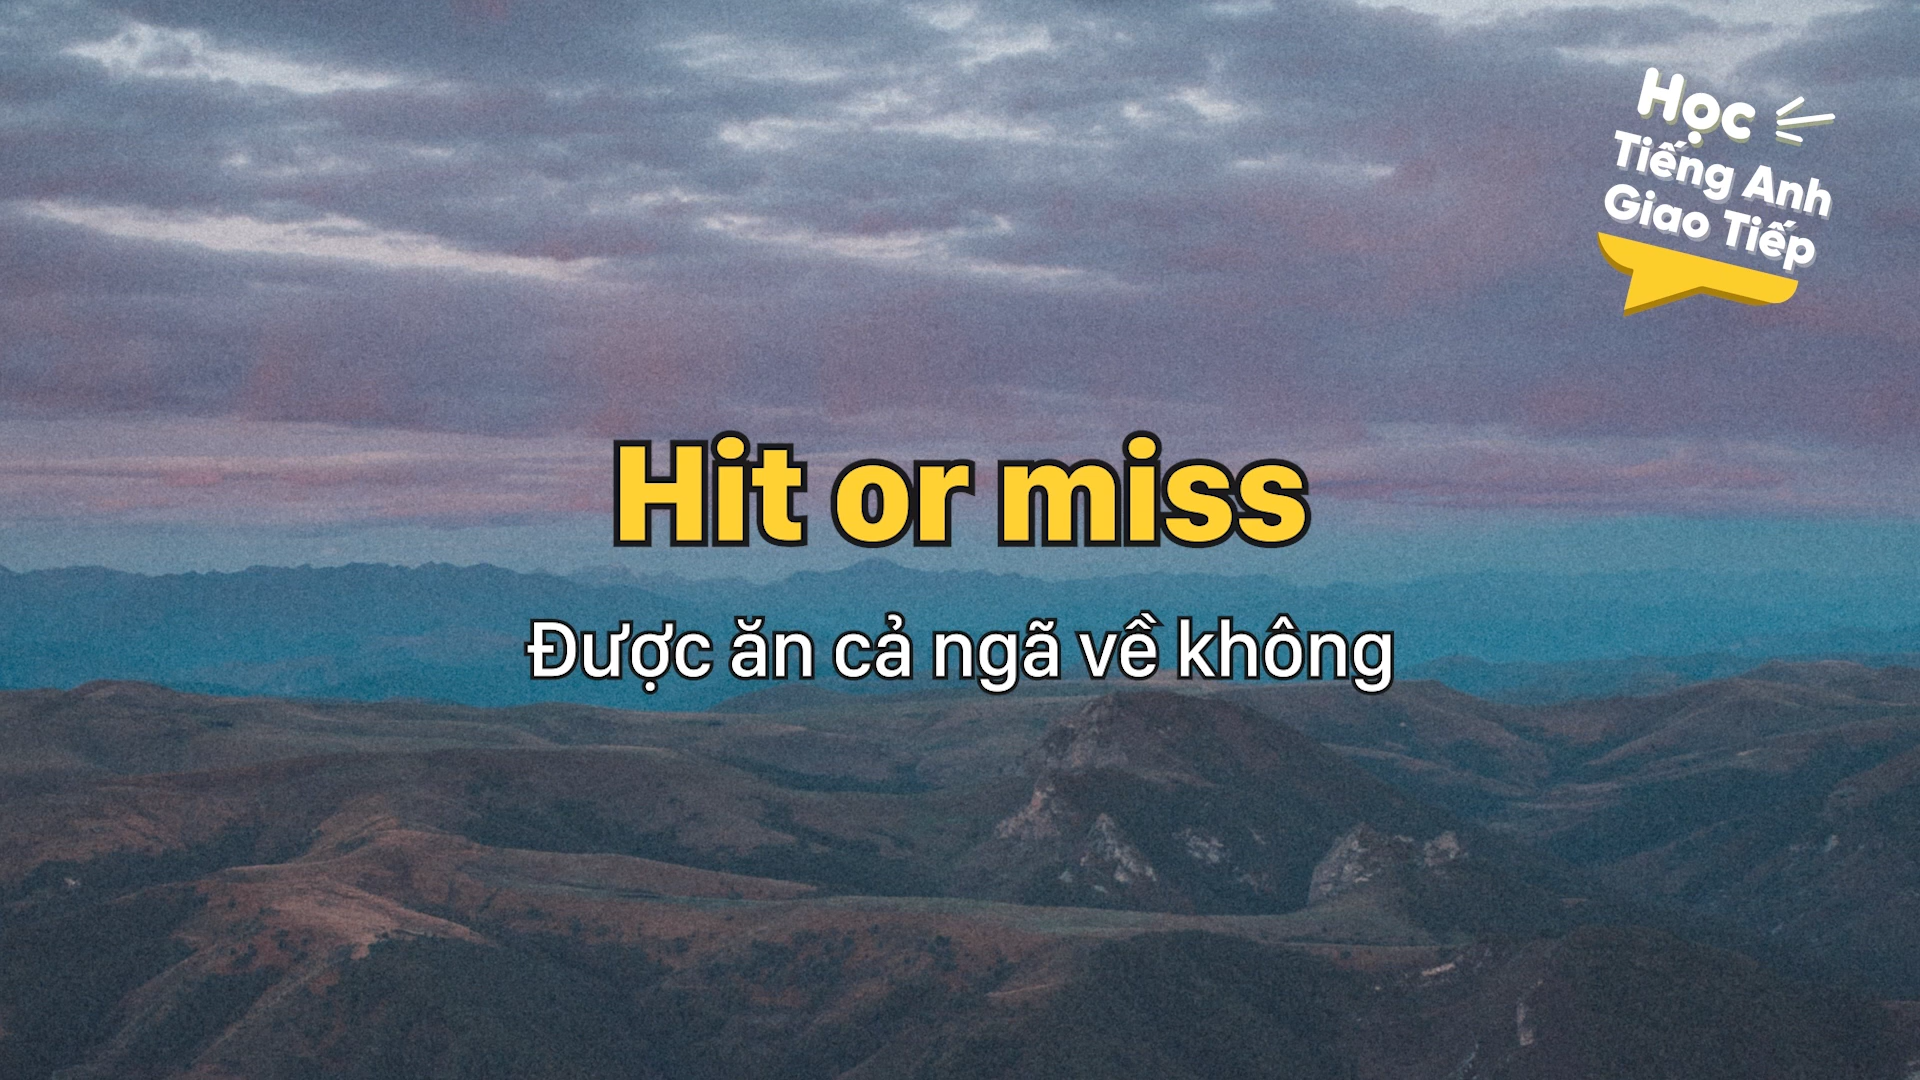 Học
Tiếng Anh
Giao Tiếp
Hit or miss
Được ăn cả ngã về không